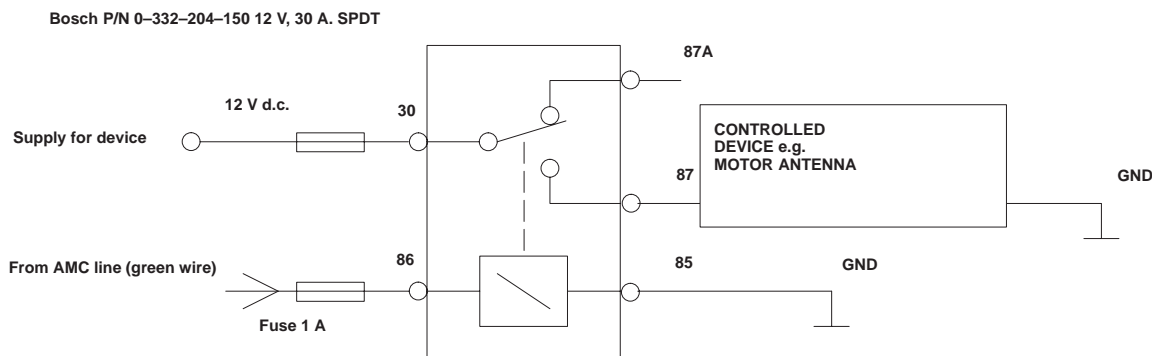 Bosch P/N 0–332–204–150 12 V, 30 A. SPDT
87A
12 V d.c.
30
Supply for device
CONTROLLED
DEVICE e.g.
MOTOR ANTENNA
87
GND
From AMC line (green wire)
86
85
GND
Fuse 1 A